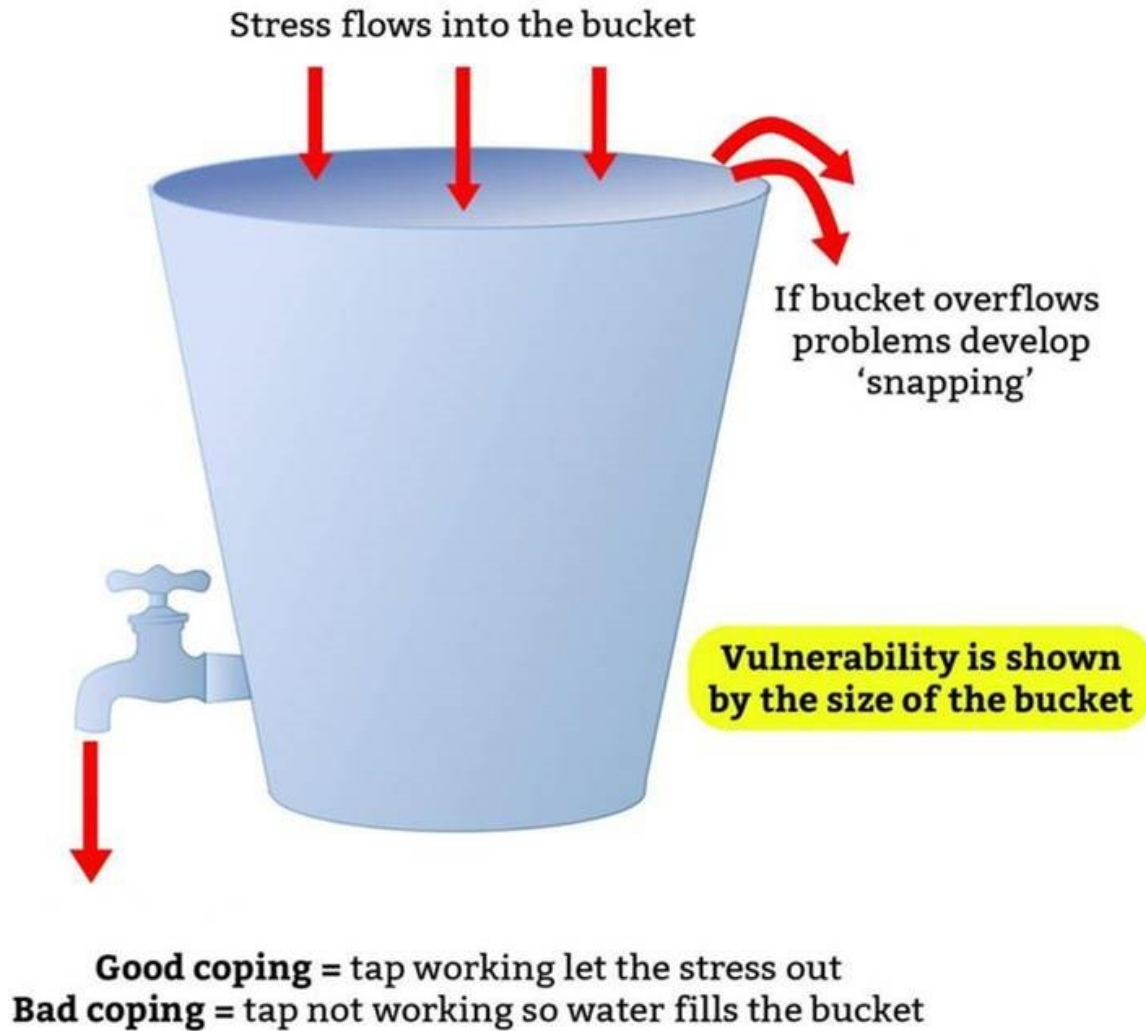 Stress flows into the bucket
If bucket overflows
problems develop
‘snapping’
Vulnerability is shown
by the size of the bucket
Good coping = tap working let the stress out
Bad coping = tap not working so water fills the bucket